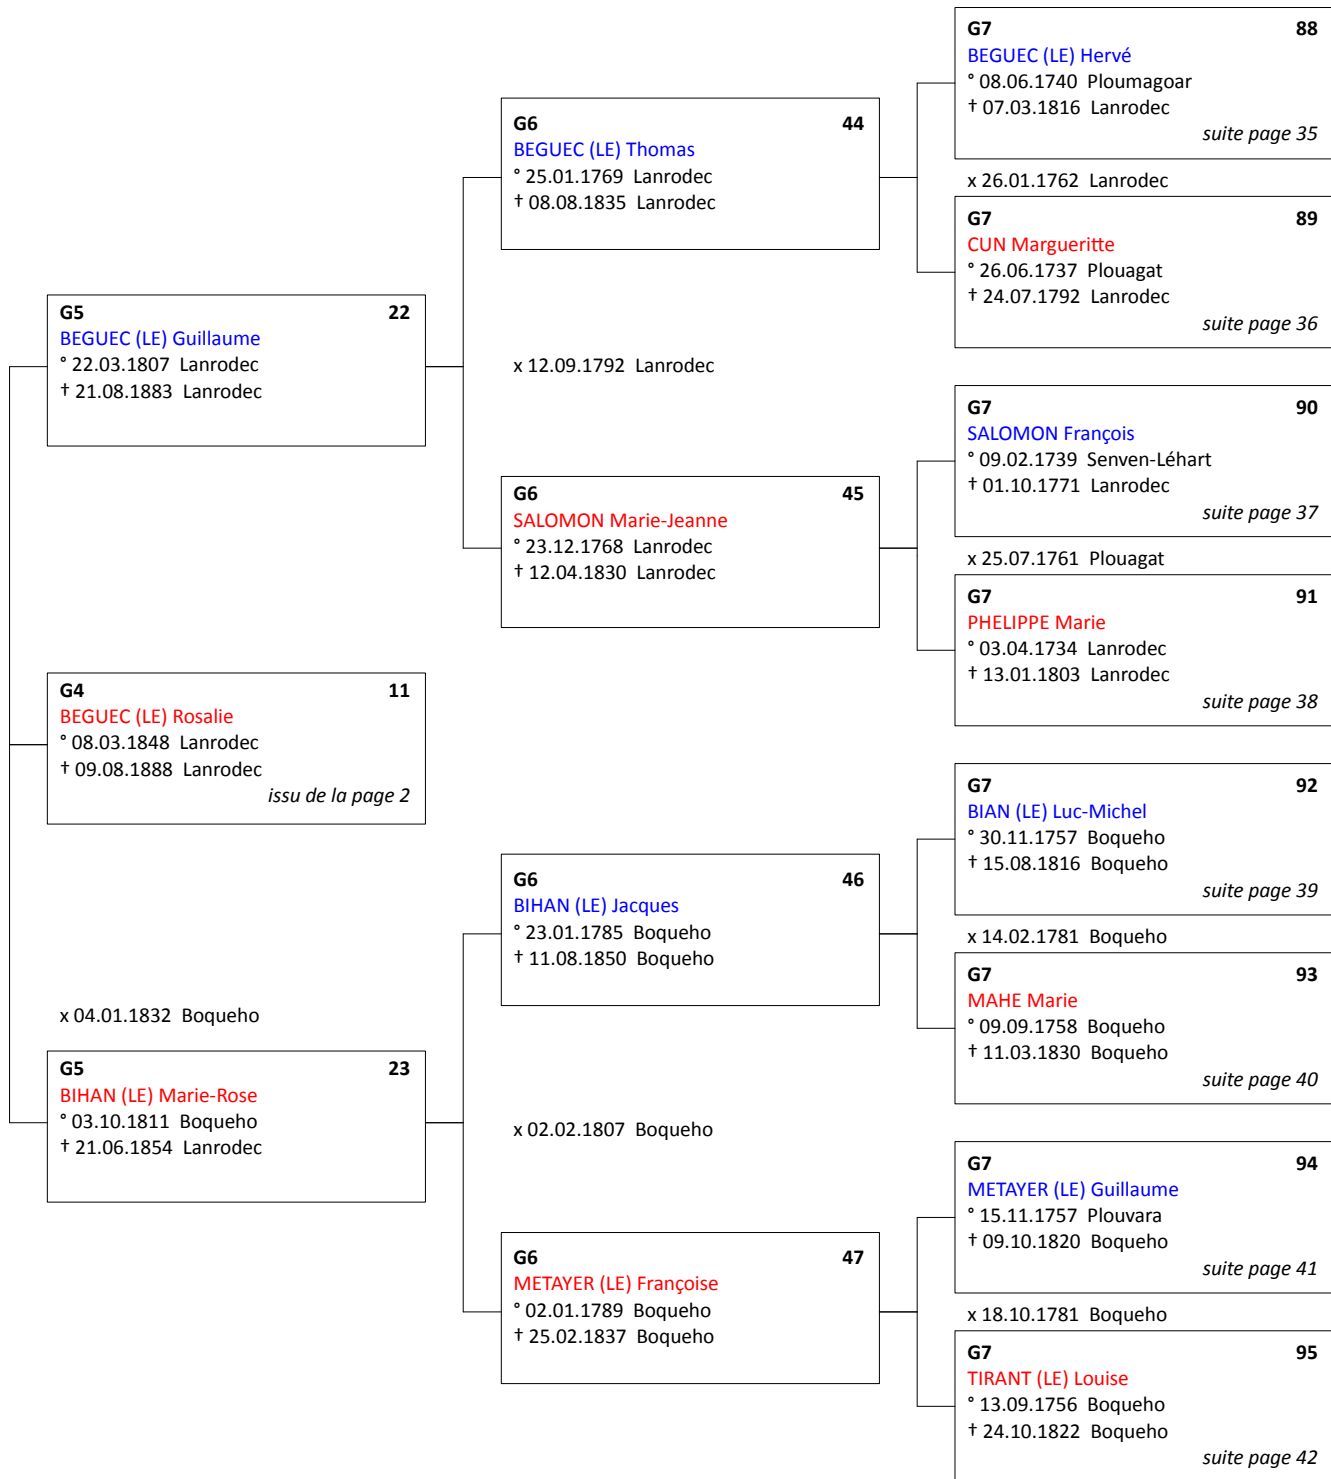 G5 22
BEGUEC (LE) Guillaume
° 22.03.1807 Lanrodec
† 21.08.1883 Lanrodec
G4 11
BEGUEC (LE) Rosalie
° 08.03.1848 Lanrodec
† 09.08.1888 Lanrodec
issu de la page 2
x 04.01.1832 Boqueho
G5 23
BIHAN (LE) Marie-Rose
° 03.10.1811 Boqueho
† 21.06.1854 Lanrodec
G6 44
BEGUEC (LE) Thomas
° 25.01.1769 Lanrodec
† 08.08.1835 Lanrodec
x 12.09.1792 Lanrodec
G6 45
SALOMON Marie-Jeanne
° 23.12.1768 Lanrodec
† 12.04.1830 Lanrodec
G6 46
BIHAN (LE) Jacques
° 23.01.1785 Boqueho
† 11.08.1850 Boqueho
x 02.02.1807 Boqueho
G6 47
METAYER (LE) Françoise
° 02.01.1789 Boqueho
† 25.02.1837 Boqueho
G7 88
BEGUEC (LE) Hervé
° 08.06.1740 Ploumagoar
† 07.03.1816 Lanrodec
suite page 35
x 26.01.1762 Lanrodec
G7 89
CUN Margueritte
° 26.06.1737 Plouagat
† 24.07.1792 Lanrodec
suite page 36
G7 90
SALOMON François
° 09.02.1739 Senven-Léhart
† 01.10.1771 Lanrodec
suite page 37
x 25.07.1761 Plouagat
G7 91
PHELIPPE Marie
° 03.04.1734 Lanrodec
† 13.01.1803 Lanrodec
suite page 38
G7 92
BIAN (LE) Luc-Michel
° 30.11.1757 Boqueho
† 15.08.1816 Boqueho
suite page 39
x 14.02.1781 Boqueho
G7 93
MAHE Marie
° 09.09.1758 Boqueho
† 11.03.1830 Boqueho
suite page 40
G7 94
METAYER (LE) Guillaume
° 15.11.1757 Plouvara
† 09.10.1820 Boqueho
suite page 41
x 18.10.1781 Boqueho
G7 95
TIRANT (LE) Louise
° 13.09.1756 Boqueho
† 24.10.1822 Boqueho
suite page 42